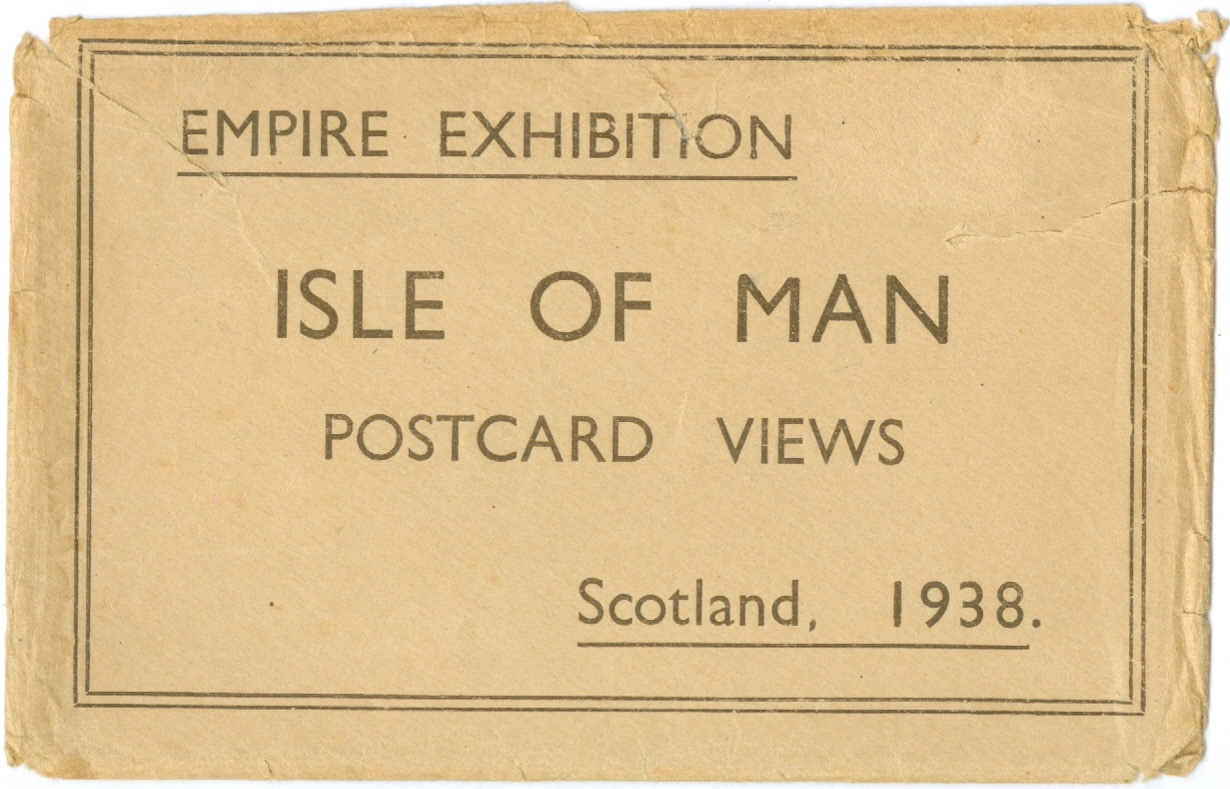 EMPIRE EXHIBITION
ISLE OF MAN
POSTCARD VIEWS
Scotland, 1938.